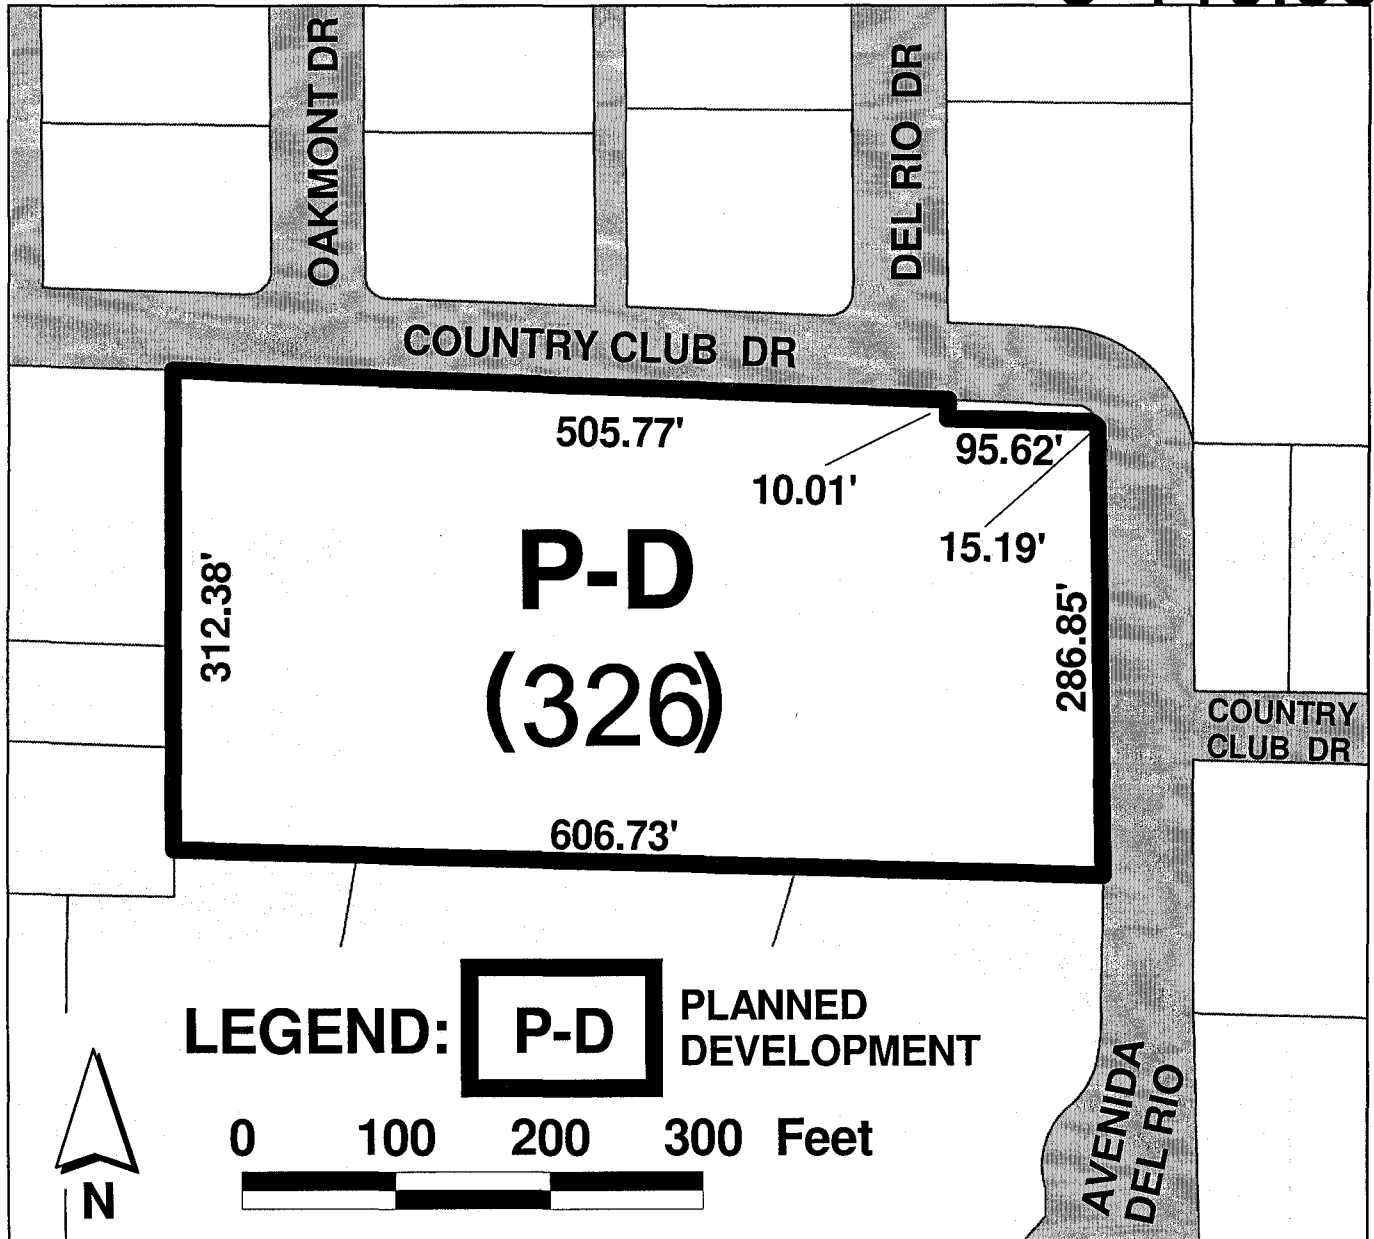 OAKMONT DR
DEL RIO DR
COUNTRY CLUB DR
505.77'
10.01'
95.62'
15.19'
312.38'
P-D
(326)
286.85'
COUNTRY
CLUB DR
606.73'
LEGEND:
P-D
PLANNED
DEVELOPMENT
AVENIDA
DEL RIO
0 100 200 300 Feet
N